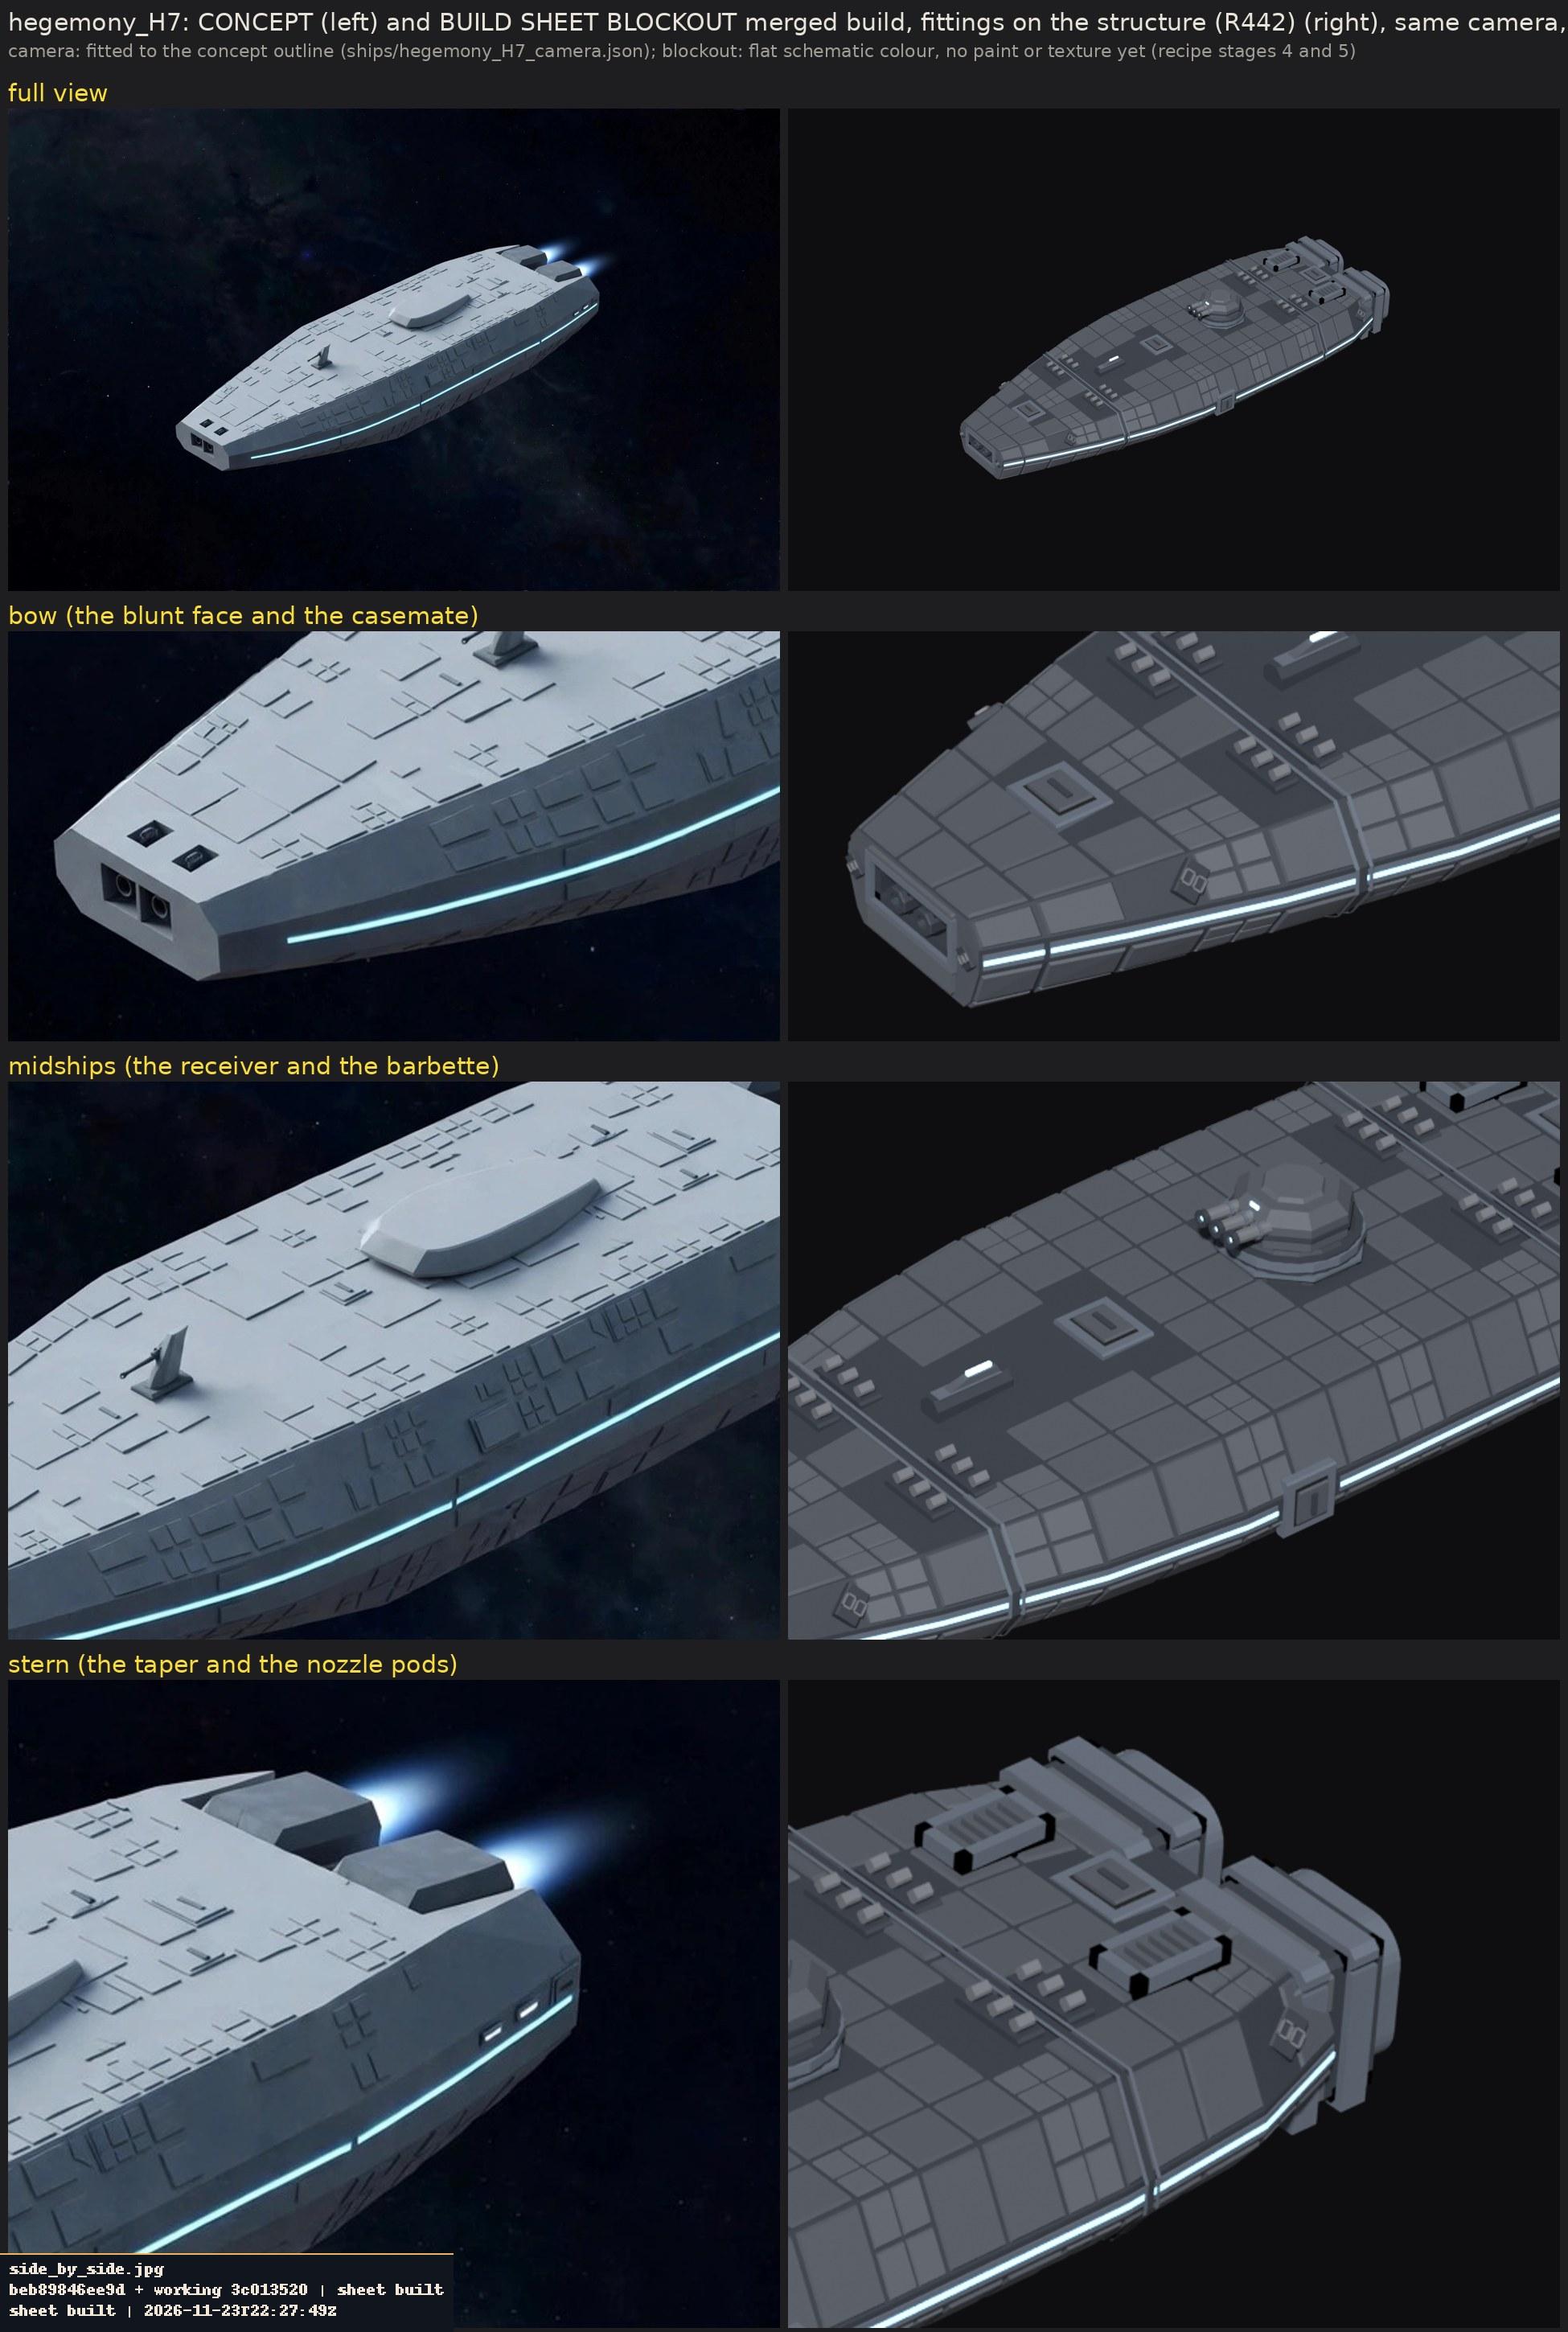 hegemony_H7: CONCEPT (left) and BUILD SHEET BLOCKOUT merged build, fittings on the structure (R442) (right), same camera,
camera: fitted to the concept outline (ships/hegemony_H7_camera.json); blockout: flat schematic colour, no paint or texture yet (recipe stages 4 and 5)
full view
bow (the blunt face and the casemate)
midships (the receiver and the barbette)
stern (the taper and the nozzle pods)
side_by_side.jpg
beb89846ee9d + working 3c013520 | sheet built
sheet built | 2026-11-23T22:27:49Z